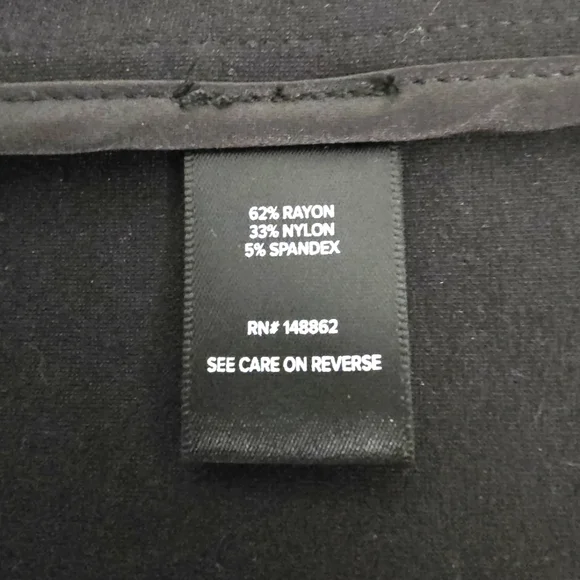 62% RAYON
33% NYLON
5% SPANDEX
RN# 148862
SEE CARE ON REVERSE